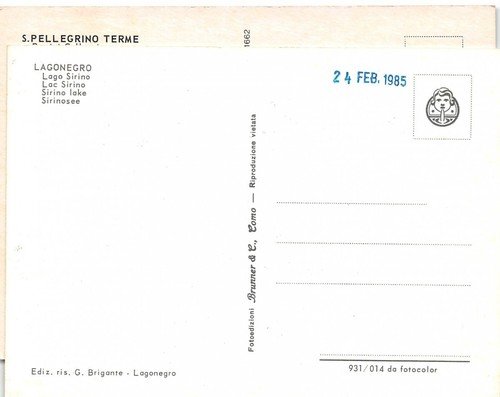 S.PELLEGRINO TERME
1662
LAGONEGRO
Lago Sirino
Lac Sirino
Sirino lake
Sirinosee
24 FEB. 1985
Fotoedizioni Brunner & C., Como — Riproduzione vietata
Ediz. ris. G. Brigante - Lagonegro
931/014 da fotocolor